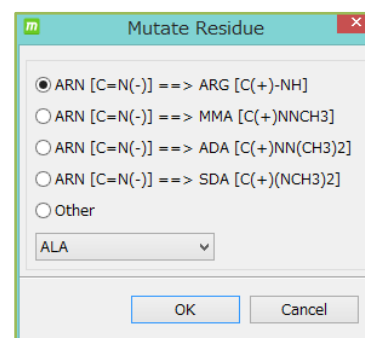 m Mutate Residue
ARN [C=N(-)] ==> ARG [C(+)-NH]
ARN [C=N(-)] ==> MMA [C(+)NNCH3]
ARN [C=N(-)] ==> ADA [C(+)NN(CH3)2]
ARN [C=N(-)] ==> SDA [C(+)(NCH3)2]
Other
ALA
OK Cancel